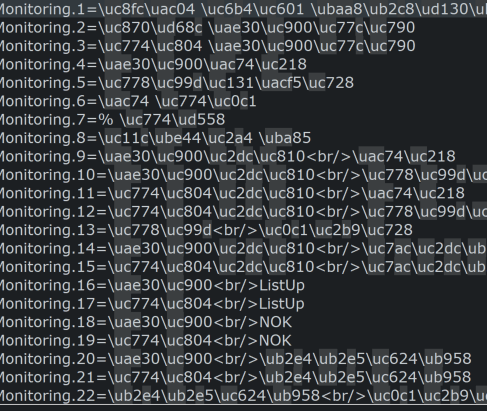 Monitoring.1=\uc8fc\uac04 \uc6b4\uc601 \ubaa8\ub2c8\ud130\
Monitoring.2=\uc870\ud68c \uae30\uc900\uc77c\uc790
Monitoring.3=\uc774\uc804 \uae30\uc900\uc77c\uc790
Monitoring.4=\uae30\uc900\uac74\uc218
Monitoring.5=\uc778\uc99d\uc131\uacf5\uc728
Monitoring.6=\uac74 \uc774\uc0c1
Monitoring.7=% \uc774\ud558
Monitoring.8=\uc11c\ube44\uc2a4 \uba85
Monitoring.9=\uae30\uc900\uc2dc\uc810<br/>\uac74\uc218
Monitoring.10=\uae30\uc900\uc2dc\uc810<br/>\uc778\uc99d\uc
Monitoring.11=\uc774\uc804\uc2dc\uc810<br/>\uac74\uc218
Monitoring.12=\uc774\uc804\uc2dc\uc810<br/>\uc778\uc99d\uc
Monitoring.13=\uc778\uc99d<br/>\uc0c1\uc2b9\uc728
Monitoring.14=\uae30\uc900\uc2dc\uc810<br/>\uc7ac\uc2dc\ub
Monitoring.15=\uc774\uc804\uc2dc\uc810<br/>\uc7ac\uc2dc\ub
Monitoring.16=\uae30\uc900<br/>ListUp
Monitoring.17=\uc774\uc804<br/>ListUp
Monitoring.18=\uae30\uc900<br/>NOK
Monitoring.19=\uc774\uc804<br/>NOK
Monitoring.20=\uae30\uc900<br/>\ub2e4\ub2e5\uc624\ub958
Monitoring.21=\uc774\uc804<br/>\ub2e4\ub2e5\uc624\ub958
Monitoring.22=\ub2e4\ub2e5\uc624\ub958<br/>\uc0c1\uc2b9\uc